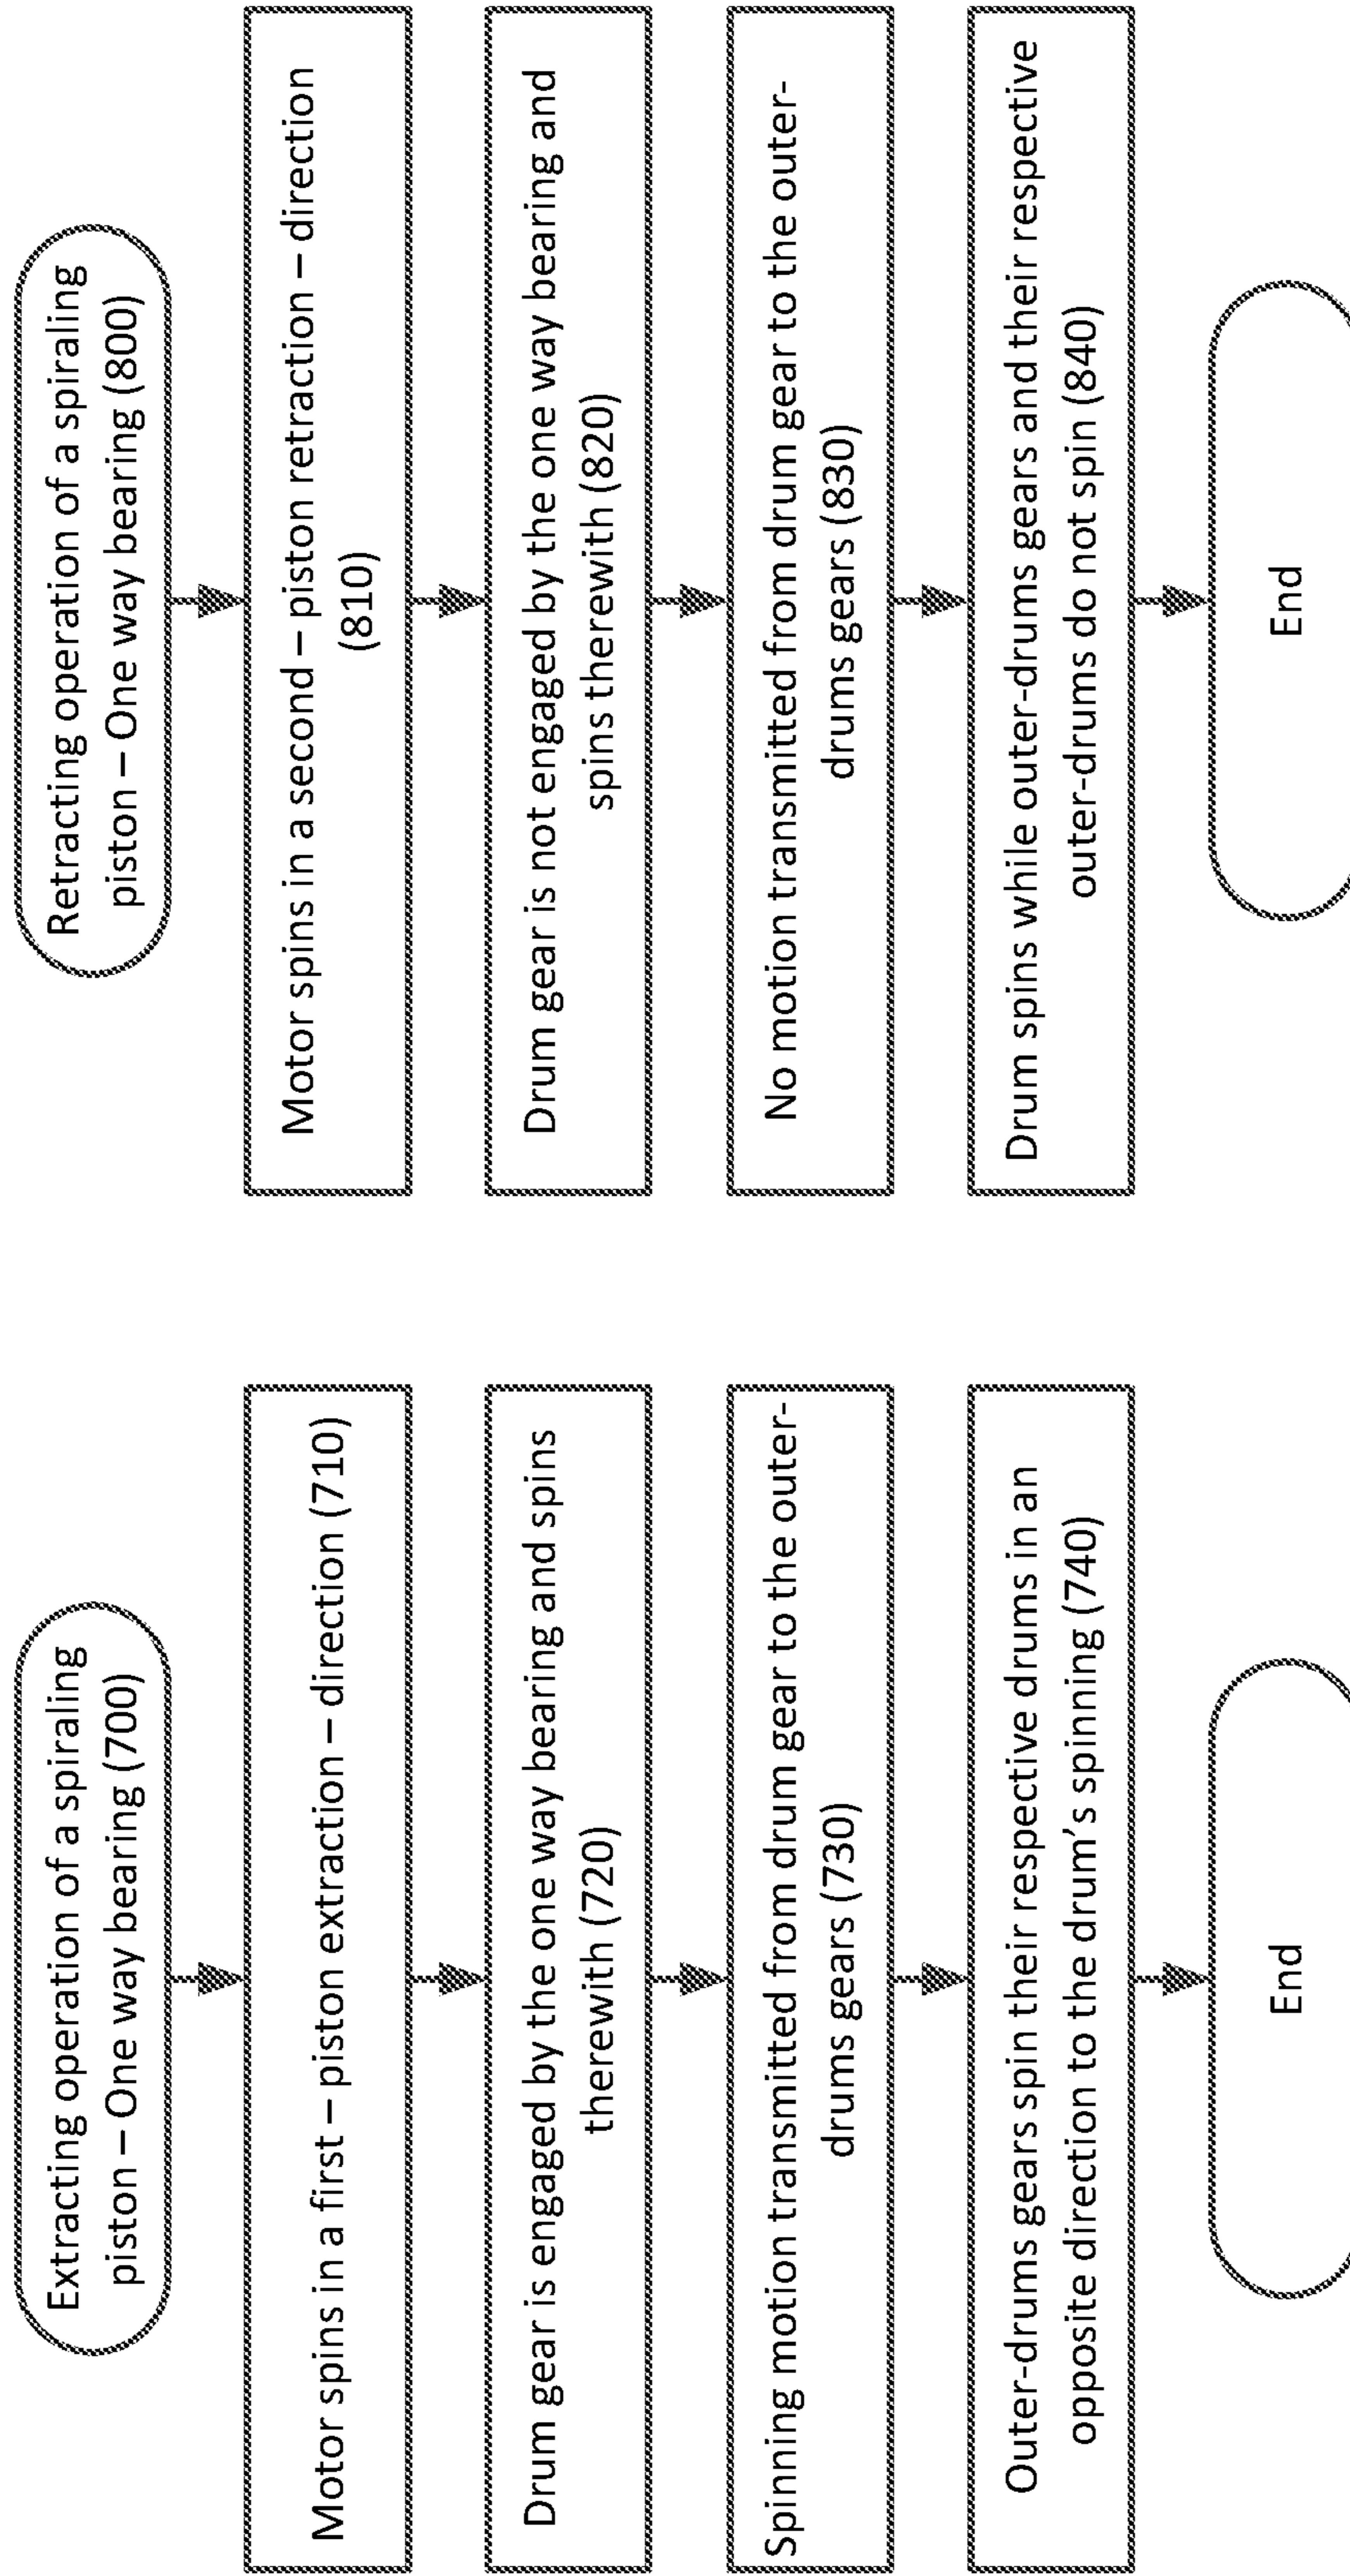 Extracting operation of a spiraling
piston – One way bearing (700)
Motor spins in a first – piston extraction – direction (710)
Drum gear is engaged by the one way bearing and spins
therewith (720)
Spinning motion transmitted from drum gear to the outer-
drums gears (730)
Outer-drums gears spin their respective drums in an
opposite direction to the drum’s spinning (740)
End
Retracting operation of a spiraling
piston – One way bearing (800)
Motor spins in a second – piston retraction – direction
(810)
Drum gear is not engaged by the one way bearing and
spins therewith (820)
No motion transmitted from drum gear to the outer-
drums gears (830)
Drum spins while outer-drums gears and their respective
outer-drums do not spin (840)
End